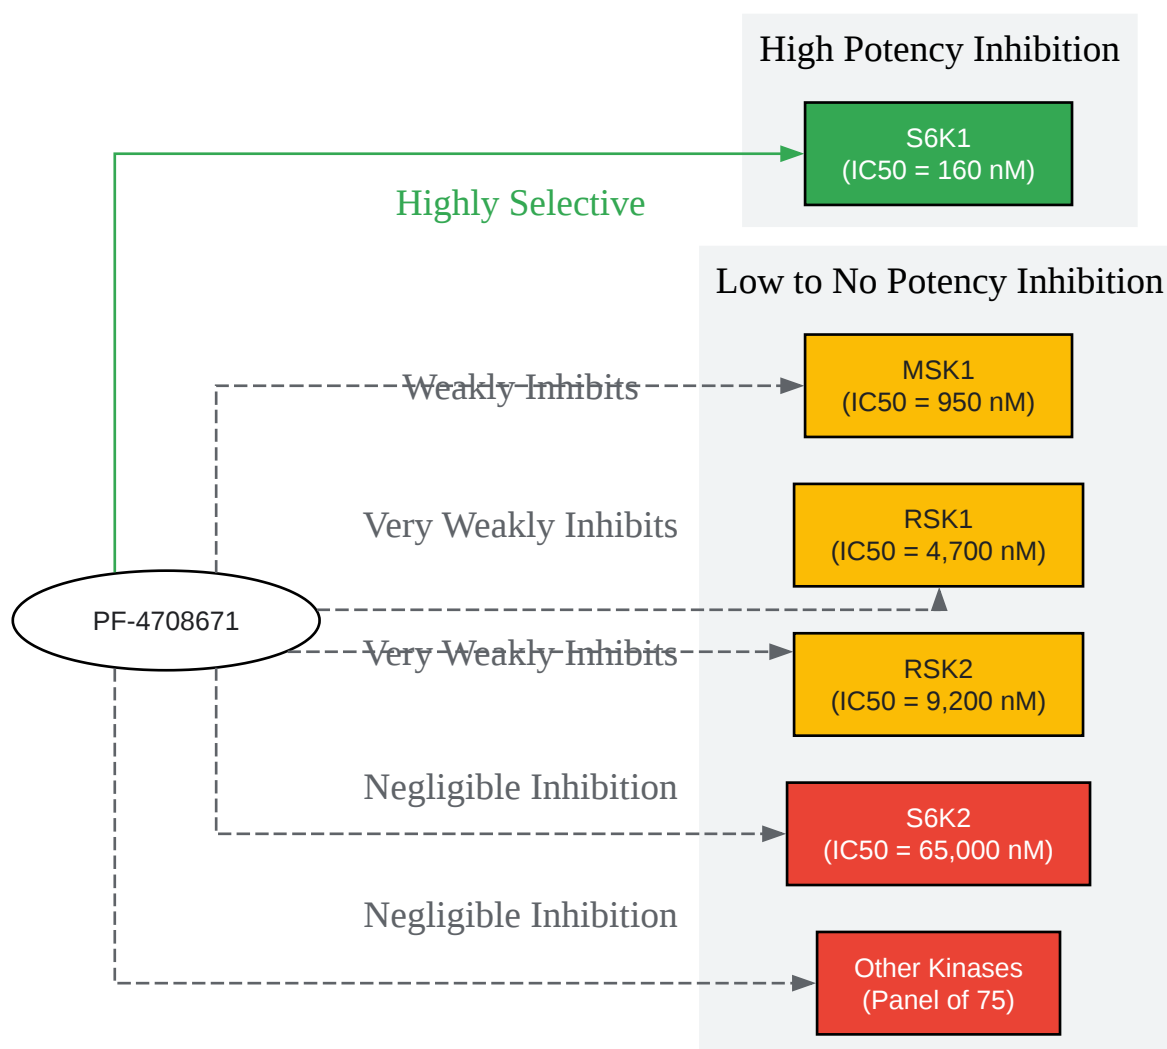 High Potency Inhibition
S6K1
(IC50 = 160 nM)
Highly Selective
Low to No Potency Inhibition
Weakly Inhibits
MSK1
(IC50 = 950 nM)
Very Weakly Inhibits
RSK1
(IC50 = 4,700 nM)
PF-4708671
Very Weakly Inhibits
RSK2
(IC50 = 9,200 nM)
Negligible Inhibition
S6K2
(IC50 = 65,000 nM)
Negligible Inhibition
Other Kinases
(Panel of 75)